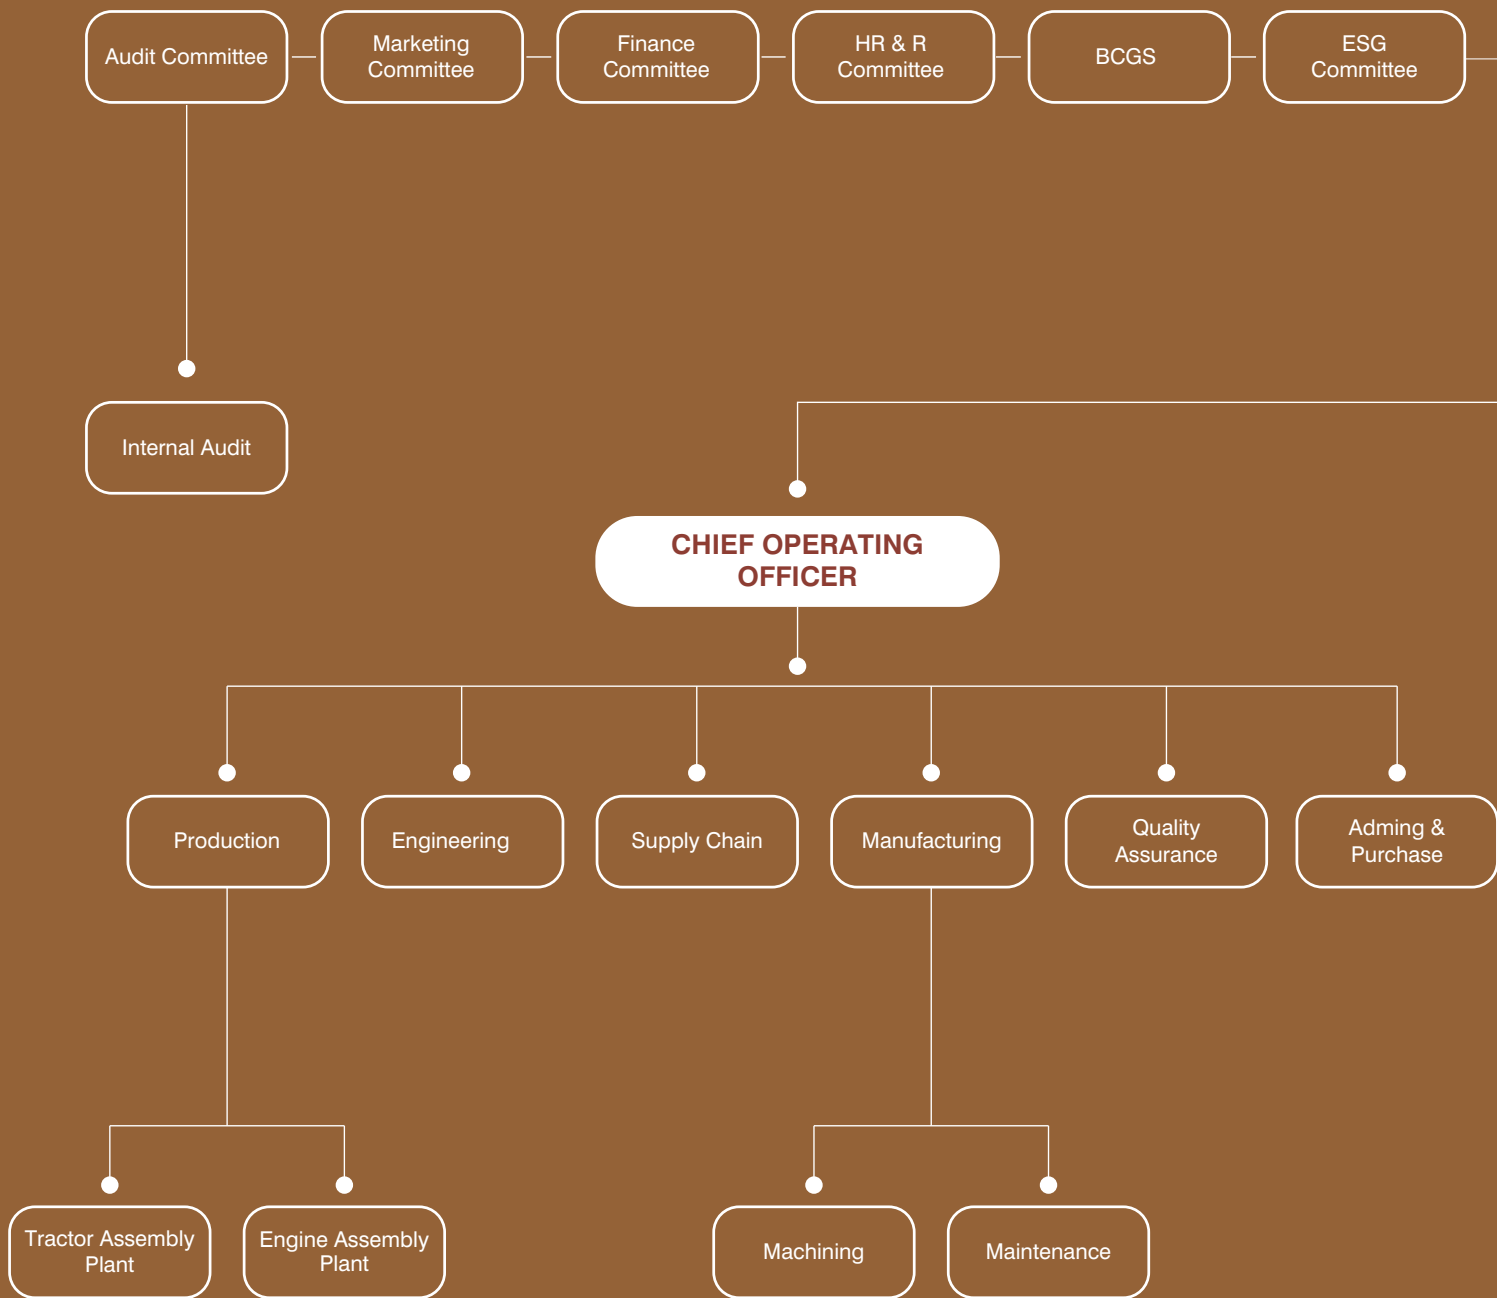 Audit Committee
Marketing
Committee
Finance
Committee
HR & R
Committee
BCGS
ESG
Committee
Internal Audit
CHIEF OPERATING
OFFICER
Production
Engineering
Supply Chain
Manufacturing
Quality
Assurance
Adming &
Purchase
Tractor Assembly
Plant
Engine Assembly
Plant
Machining
Maintenance